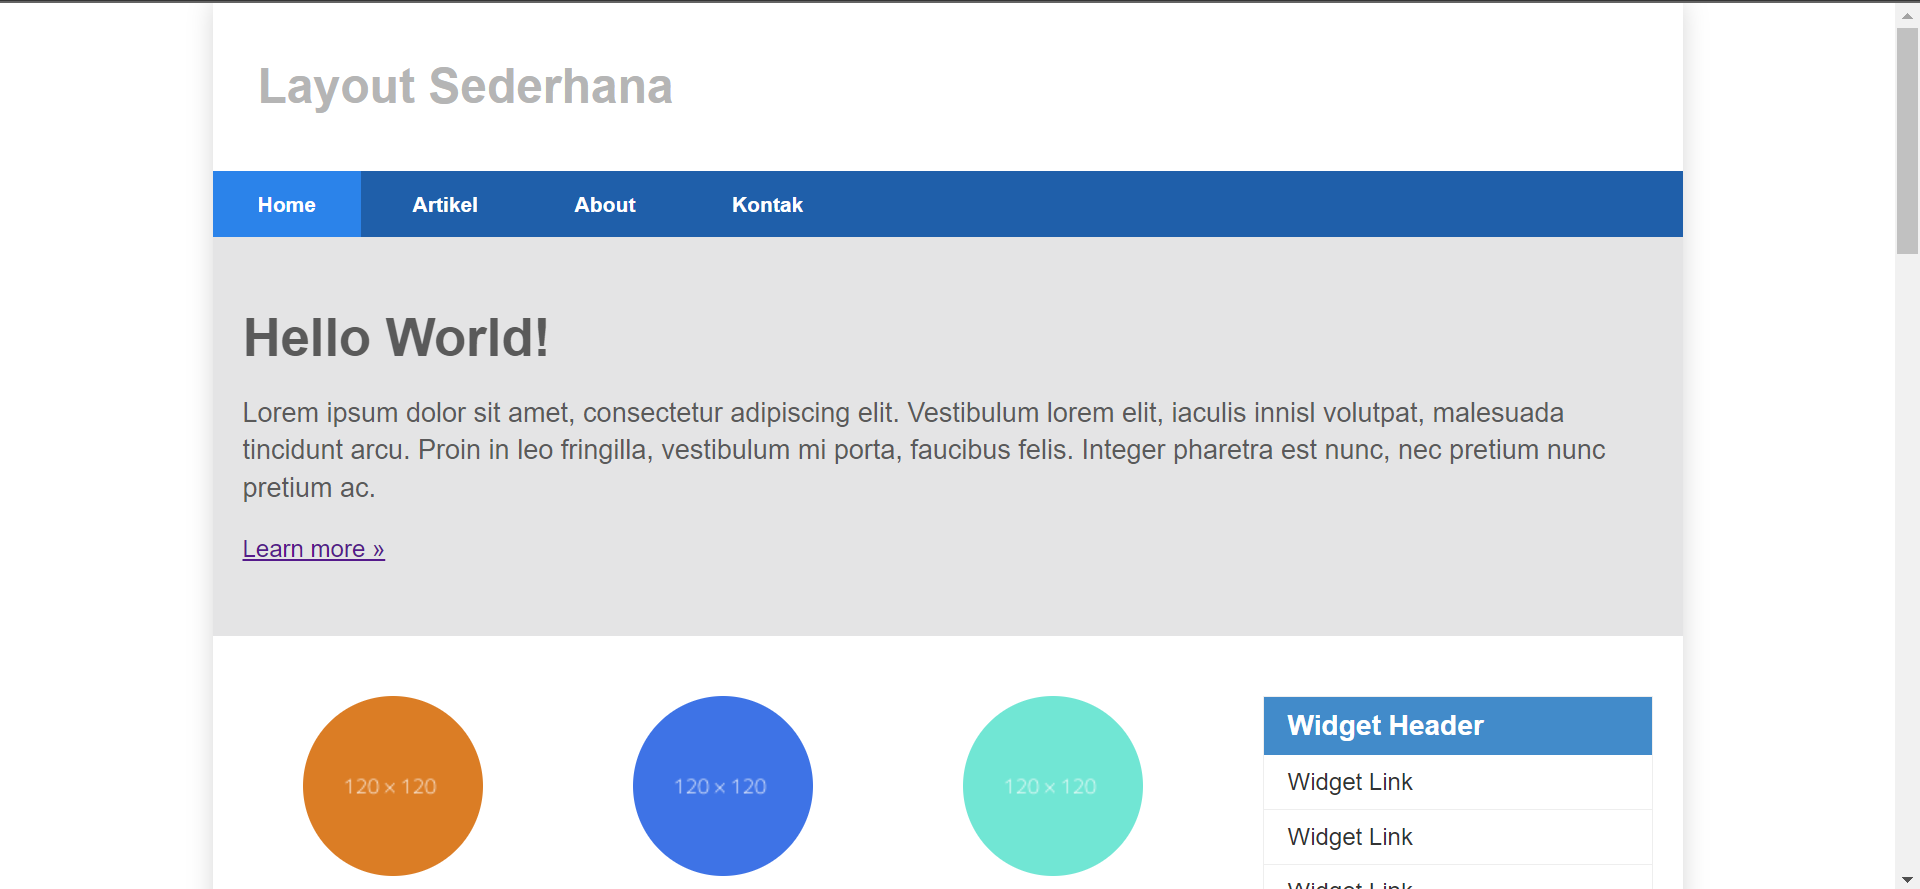 Layout Sederhana
Home Artikel About Kontak
Hello World!
Lorem ipsum dolor sit amet, consectetur adipiscing elit. Vestibulum lorem elit, iaculis innisl volutpat, malesuada
tincidunt arcu. Proin in leo fringilla, vestibulum mi porta, faucibus felis. Integer pharetra est nunc, nec pretium nunc
pretium ac.
Learn more »
120 × 120
120 × 120
120 × 120
Widget Header
Widget Link
Widget Link
Widget Link